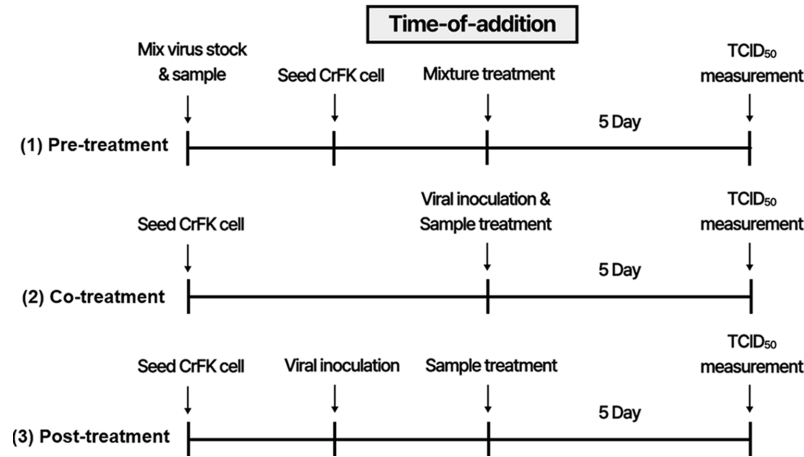 Time-of-addition
Mix virus stock
& sample
Seed CrFK cell
Mixture treatment
TCID₅₀
measurement
5 Day
(1) Pre-treatment
Seed CrFK cell
Viral inoculation &
Sample treatment
TCID₅₀
measurement
5 Day
(2) Co-treatment
Seed CrFK cell
Viral inoculation
Sample treatment
TCID₅₀
measurement
5 Day
(3) Post-treatment